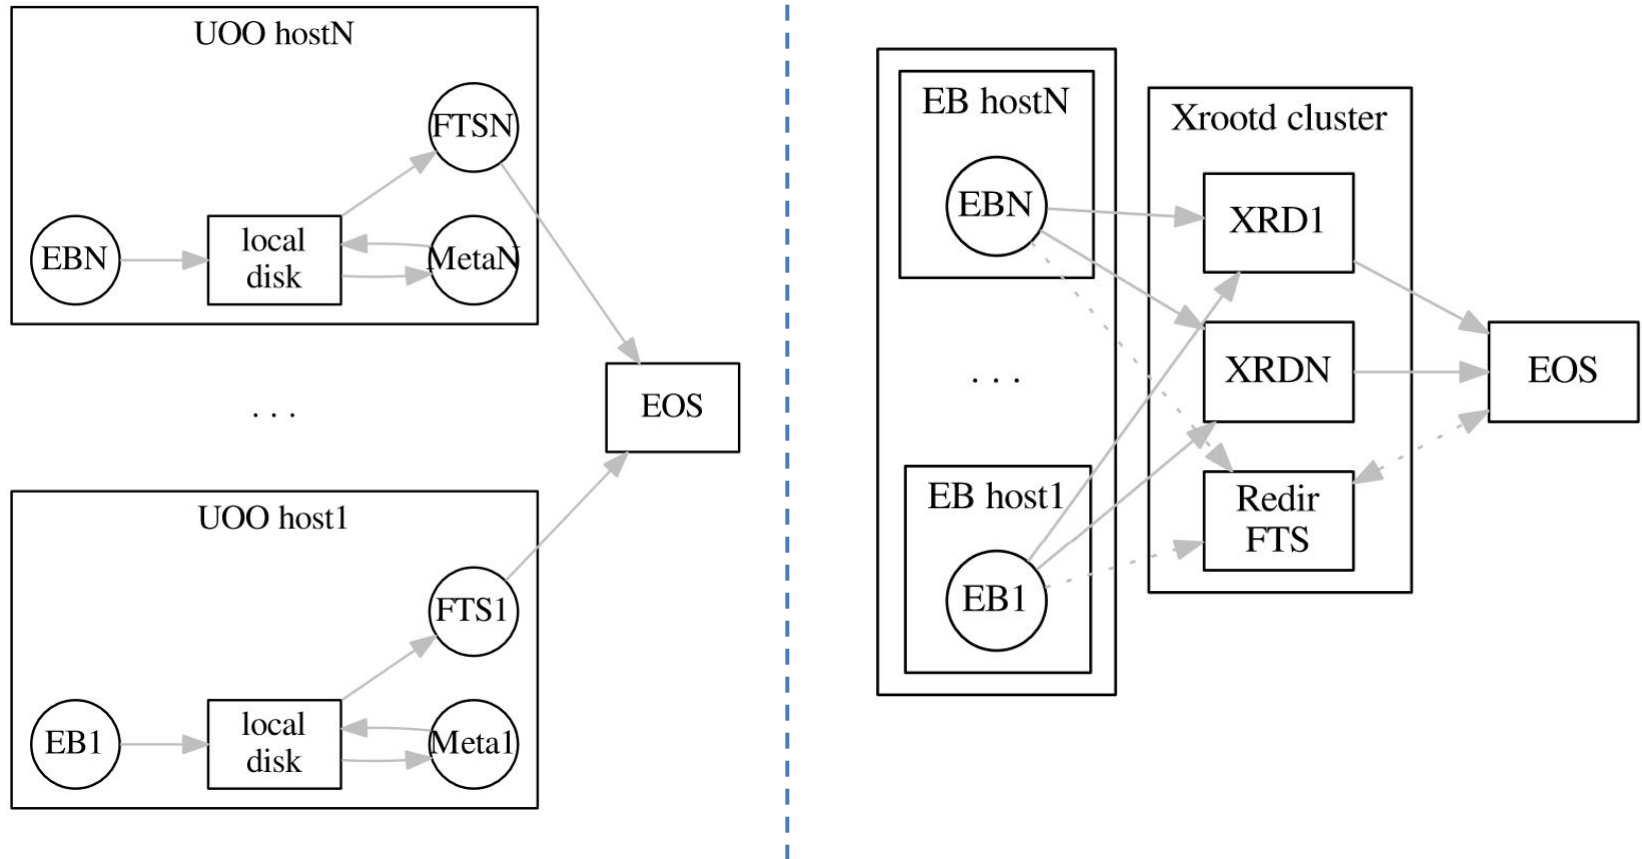 UOO hostN
FTSN
EBN
local
disk
MetaN
. . .
EOS
UOO host1
FTS1
EB1
local
disk
Meta1
EB hostN
EBN
. . .
EB host1
EB1
Xrootd cluster
XRD1
XRDN
Redir
FTS
EOS